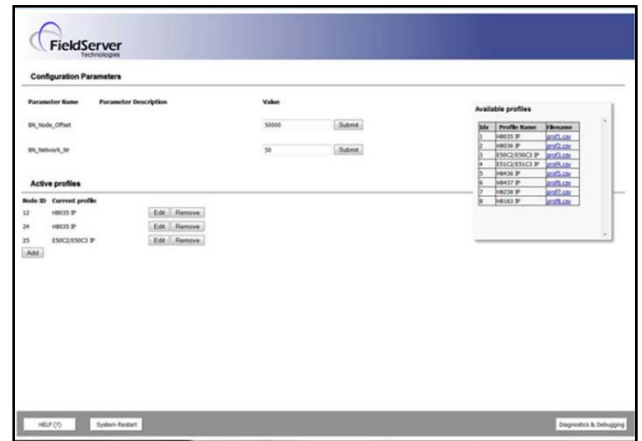 FieldServer
Technologies
Configuration Parameters
Parameter Name Parameter Description Value
BN_Node_Offset 50000 Submit
BN_Network_Nr 50 Submit
Available profiles
Idx Profile Name Filename
1 H8035 IP prof1.csv
2 H8036 IP prof2.csv
3 E50C2/E50C3 IP prof3.csv
4 E51C2/E51C3 IP prof4.csv
5 H8436 IP prof5.csv
6 H8437 IP prof6.csv
7 H8238 IP prof7.csv
8 H8163 IP prof8.csv
Active profiles
Node ID Current profile
12 H8035 IP Edit Remove
24 H8035 IP Edit Remove
25 E50C2/E50C3 IP Edit Remove
Add
HELP (?) System Restart Diagnostics & Debugging